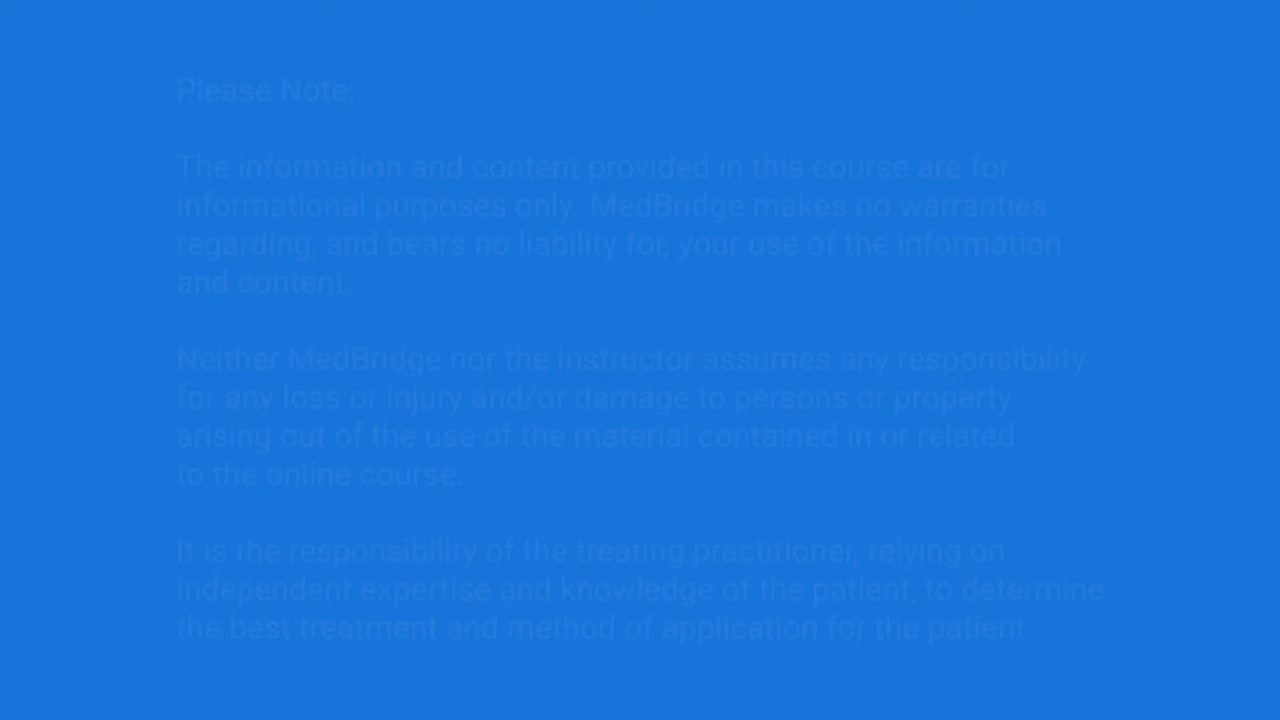 Please Note:
The information and content provided in this course are for
informational purposes only. MedBridge makes no warranties
regarding, and bears no liability for, your use of the information
and content.
Neither MedBridge nor the instructor assumes any responsibility
for any loss or injury and/or damage to persons or property
arising out of the use of the material contained in or related
to the online course.
It is the responsibility of the treating practitioner, relying on
independent expertise and knowledge of the patient, to determine
the best treatment and method of application for the patient.